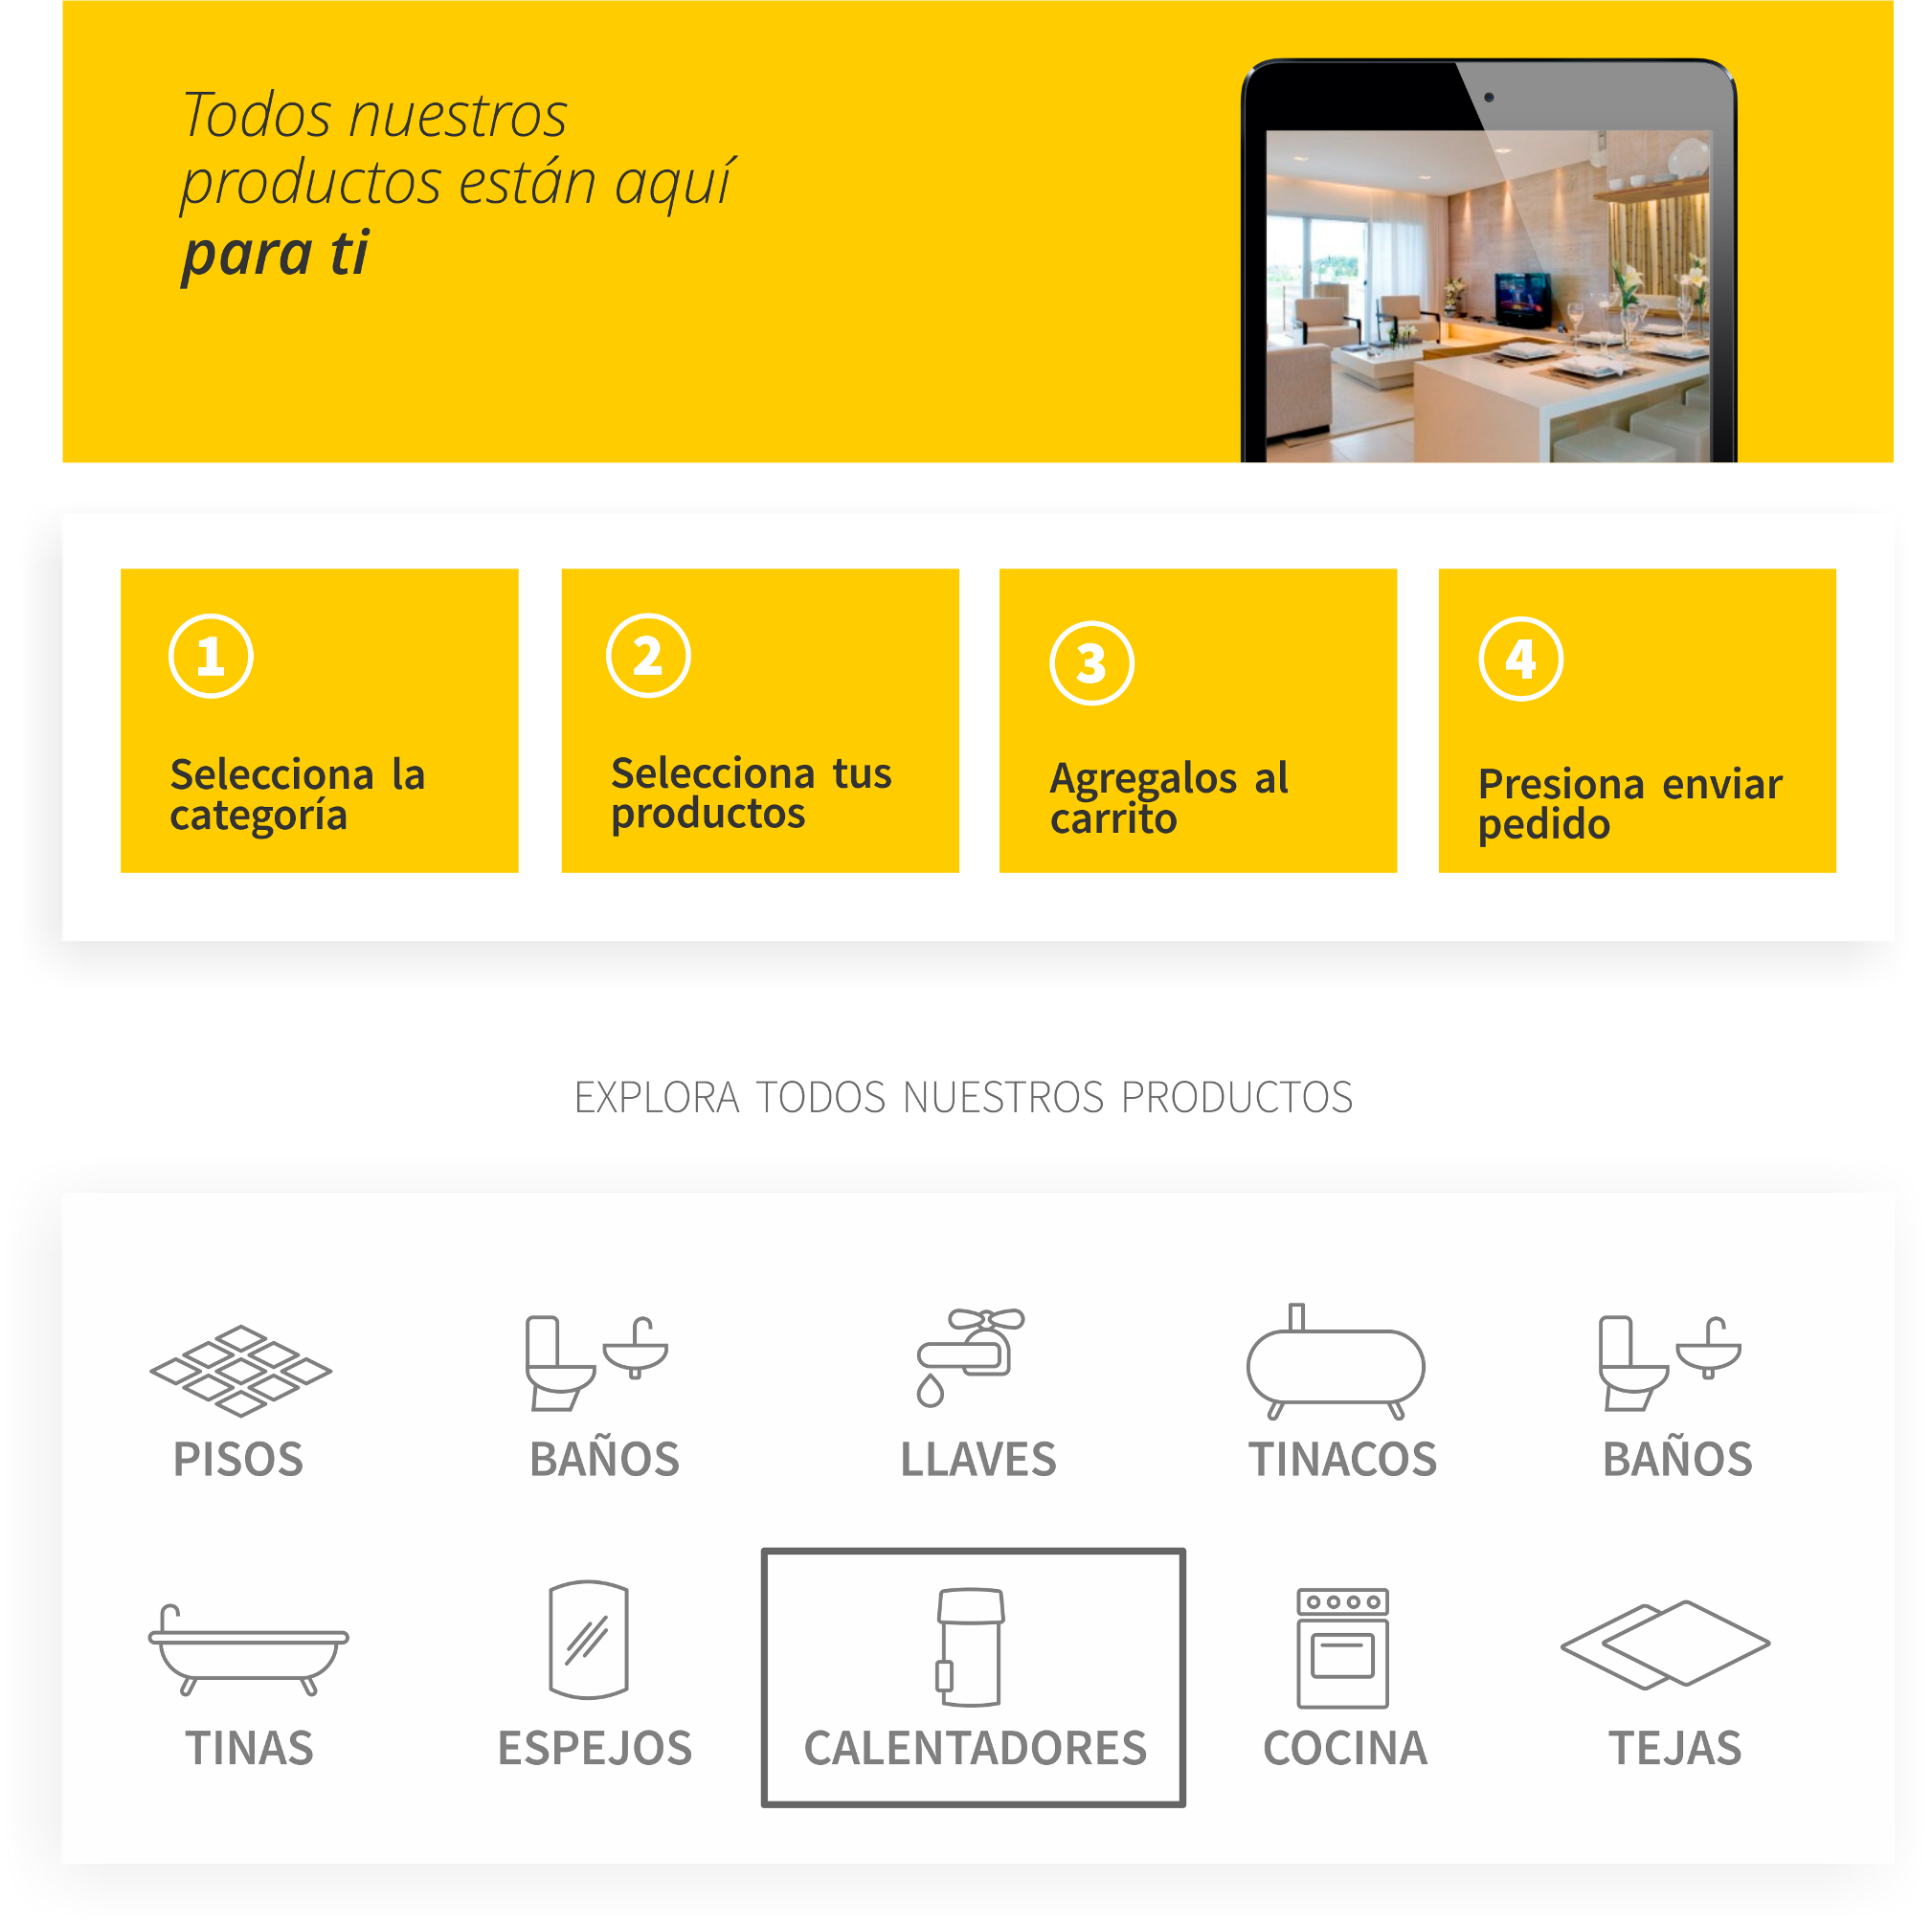 Todos nuestros
productos están aquí
para ti
1
Selecciona la
categoría
2
Selecciona tus
productos
3
Agregalos al
carrito
4
Presiona enviar
pedido
EXPLORA TODOS NUESTROS PRODUCTOS
PISOS
BAÑOS
LLAVES
TINACOS
BAÑOS
TINAS
ESPEJOS
CALENTADORES
COCINA
TEJAS